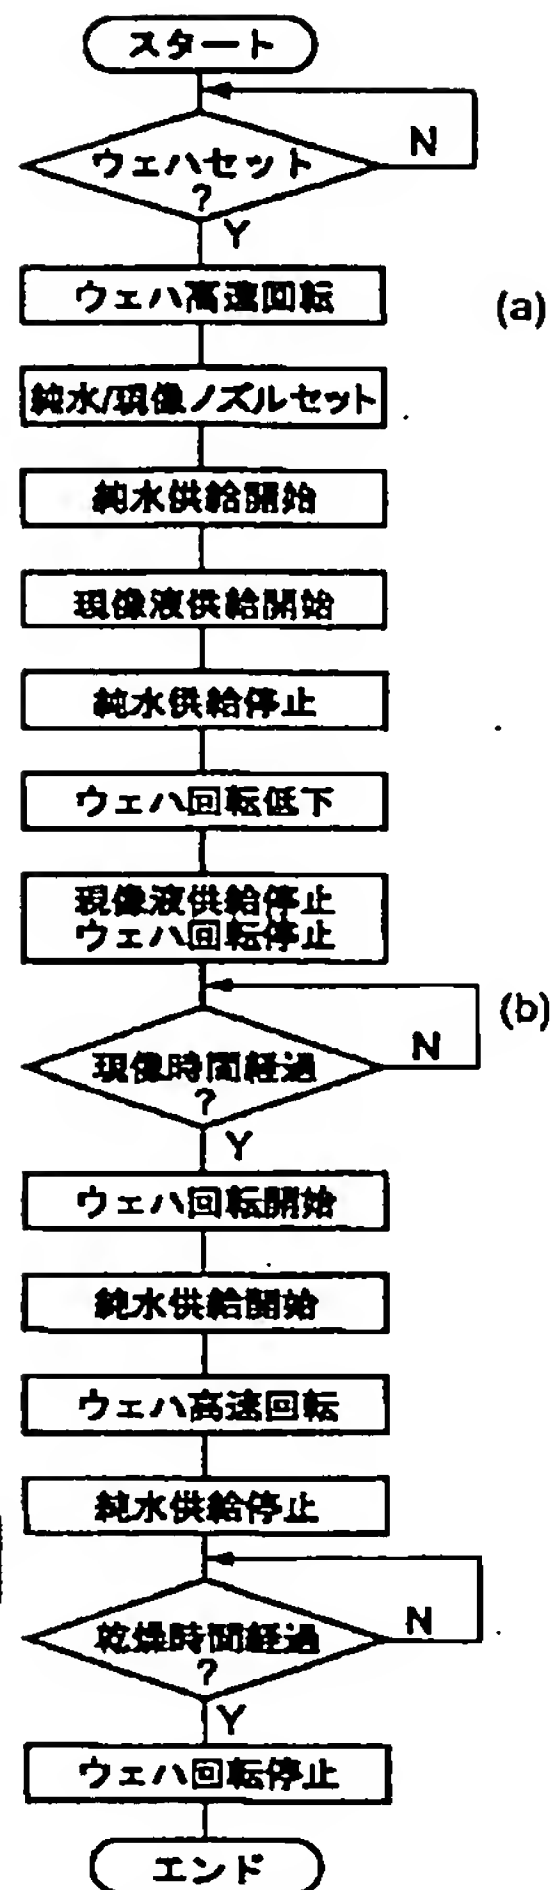 スタート
N
ウェハセット
?
Y
ウェハ高速回転
(a)
純水/現像ノズルセット
純水供給開始
現像液供給開始
純水供給停止
ウェハ回転低下
現像液供給停止
ウェハ回転停止
(b)
N
現像時間経過
?
Y
ウェハ回転開始
純水供給開始
ウェハ高速回転
純水供給停止
N
乾燥時間経過
?
Y
ウェハ回転停止
エンド